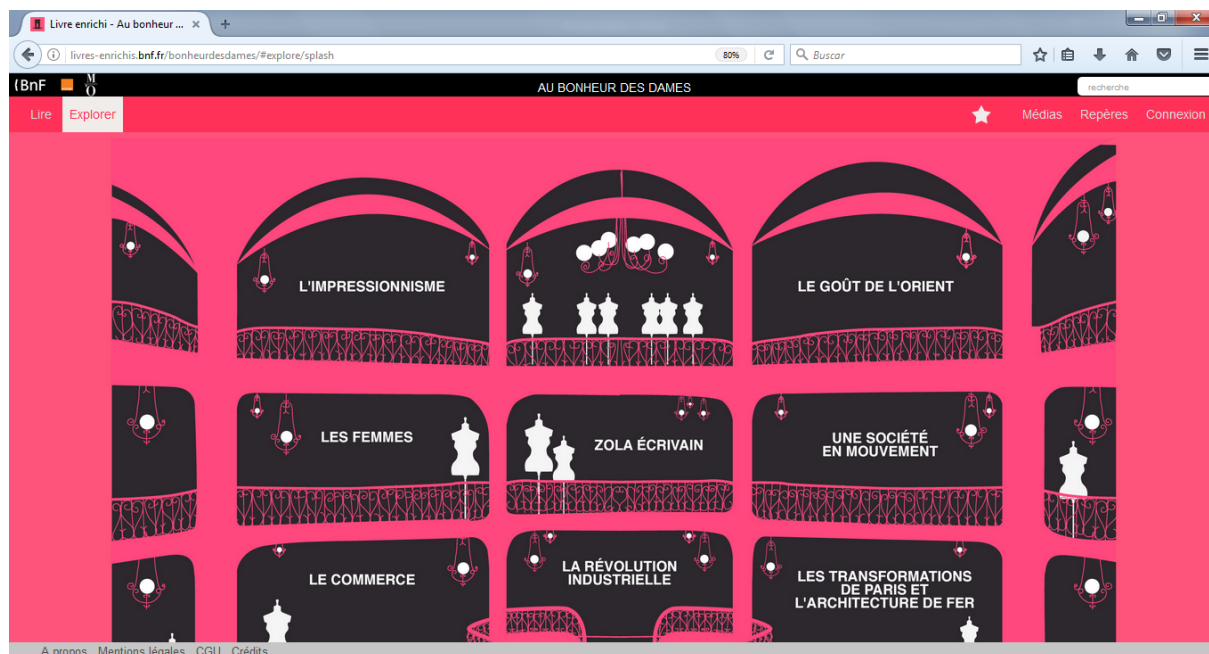 Livre enrichi - Au bonheur ... × +
livres-enrichis.bnf.fr/bonheurdesdames/#explore/splash 80% Buscar
{BnF M O AU BONHEUR DES DAMES recherche
Lire Explorer Médias Repères Connexion
L'IMPRESSIONNISME
LE GOÛT DE L'ORIENT
LES FEMMES
ZOLA ÉCRIVAIN
UNE SOCIÉTÉ
EN MOUVEMENT
LE COMMERCE
LA RÉVOLUTION
INDUSTRIELLE
LES TRANSFORMATIONS
DE PARIS ET
L'ARCHITECTURE DE FER
A propos Mentions légales CGU Crédits